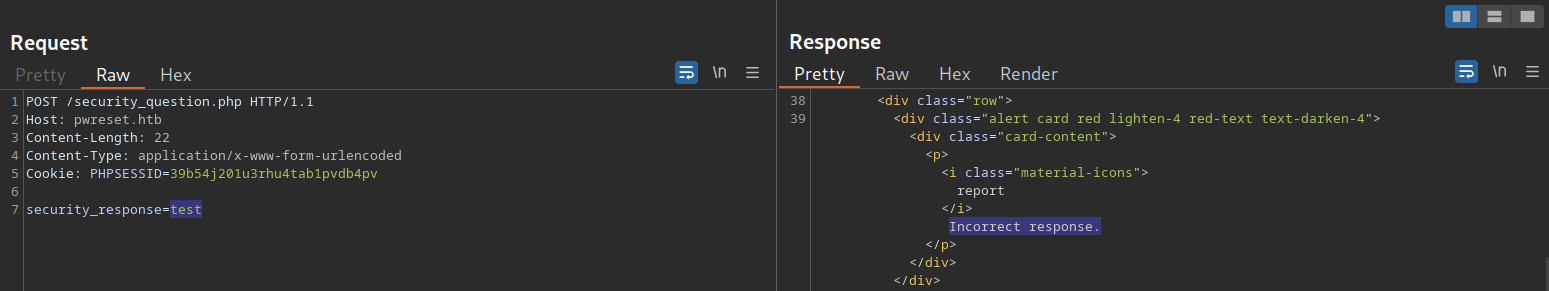 Request
Pretty Raw Hex
\n
1 POST /security_question.php HTTP/1.1
2 Host: pwreset.htb
3 Content-Length: 22
4 Content-Type: application/x-www-form-urlencoded
5 Cookie: PHPSESSID=39b54j201u3rhu4tab1pvdb4pv
6
7 security_response=test
Response
Pretty Raw Hex Render
\n
38 <div class="row">
39 <div class="alert card red lighten-4 red-text text-darken-4">
<div class="card-content">
<p>
<i class="material-icons">
report
</i>
Incorrect response.
</p>
</div>
</div>